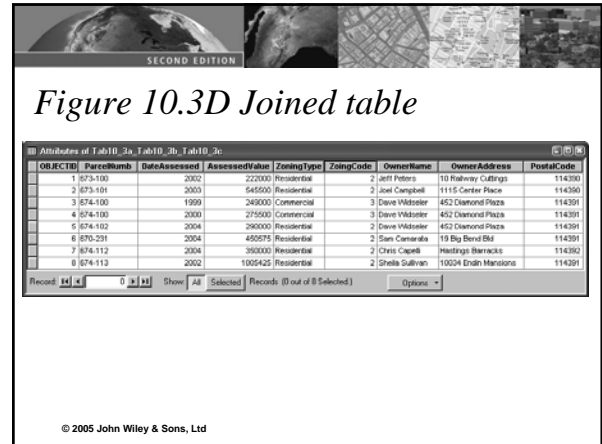 SECOND EDITION
Figure 10.3D Joined table
Attributes of Tab10_3a_Tab10_3b_Tab10_3c
OBJECTID ParcelNumb DateAssessed AssessedValue ZoningType ZoingCode OwnerName OwnerAddress PostalCode
1 673-100 2002 222000 Residential 2 Jeff Peters 10 Railway Cuttings 114390
2 673-101 2003 545500 Residential 2 Joel Campbell 1115 Center Place 114390
3 674-100 1999 249000 Commercial 3 Dave Widseler 452 Diamond Plaza 114391
4 674-100 2000 275500 Commercial 3 Dave Widseler 452 Diamond Plaza 114391
5 674-102 2004 290000 Residential 2 Dave Widseler 452 Diamond Plaza 114391
6 670-231 2004 450575 Residential 2 Sam Camarata 19 Big Bend Bld 114391
7 674-112 2004 350000 Residential 2 Chris Capelli Hastings Barracks 114392
8 674-113 2002 1005425 Residential 2 Sheila Sullivan 10034 Endin Mansions 114391
Record: 0 Show: All Selected Records (0 out of 8 Selected.) Options
© 2005 John Wiley & Sons, Ltd